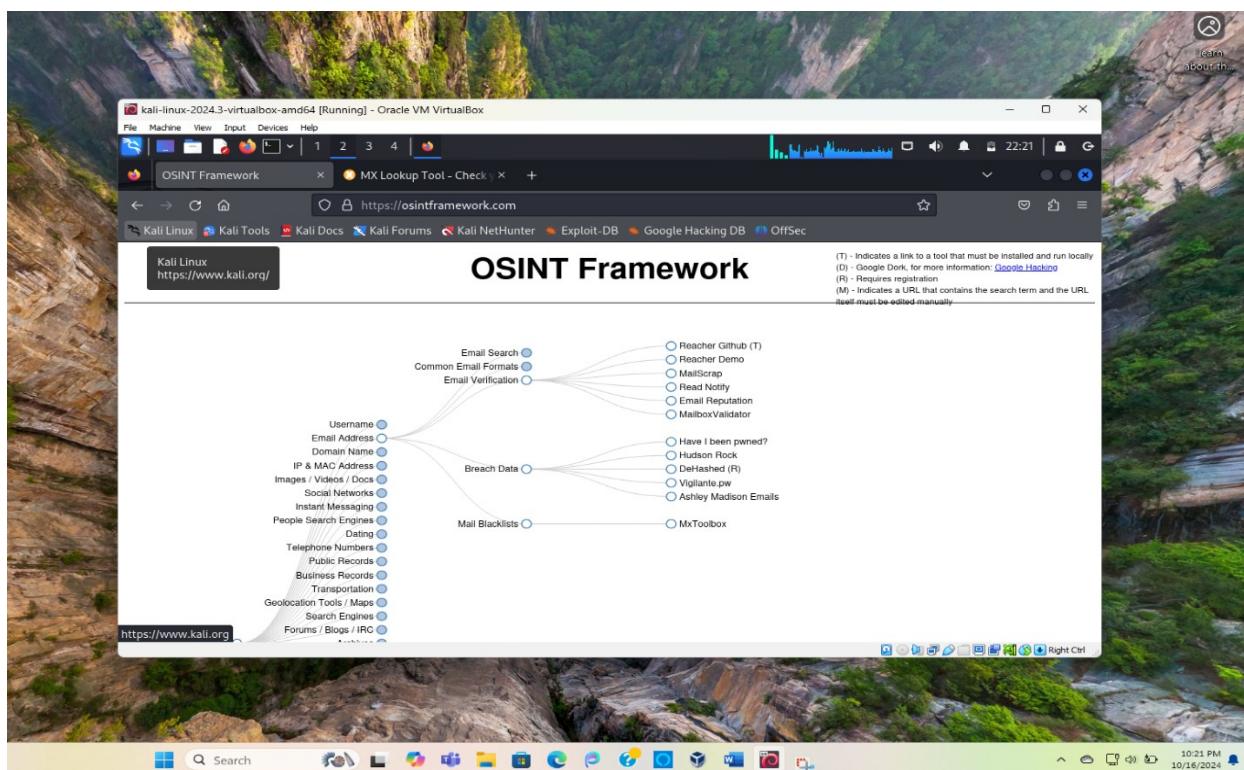 learn
about th...
kali-linux-2024.3-virtualbox-amd64 [Running] - Oracle VM VirtualBox
File Machine View Input Devices Help
1 2 3 4
22:21
OSINT Framework
MX Lookup Tool - Check y
https://osintframework.com
Kali Linux Kali Tools Kali Docs Kali Forums Kali NetHunter Exploit-DB Google Hacking DB OffSec
Kali Linux
https://www.kali.org/
OSINT Framework
(T) - Indicates a link to a tool that must be installed and run locally
(D) - Google Dork, for more information: Google Hacking
(R) - Requires registration
(M) - Indicates a URL that contains the search term and the URL
itself must be edited manually
Email Search
Common Email Formats
Email Verification
Reacher Github (T)
Reacher Demo
MailScrap
Read Notify
Email Reputation
MailboxValidator
Username
Email Address
Domain Name
IP & MAC Address
Images / Videos / Docs
Social Networks
Instant Messaging
People Search Engines
Dating
Telephone Numbers
Public Records
Business Records
Transportation
Geolocation Tools / Maps
Search Engines
Forums / Blogs / IRC
Breach Data
Have I been pwned?
Hudson Rock
DeHashed (R)
Vigilante.pw
Ashley Madison Emails
Mail Blacklists
MxToolbox
https://www.kali.org
Right Ctrl
Search
10:21 PM
10/16/2024